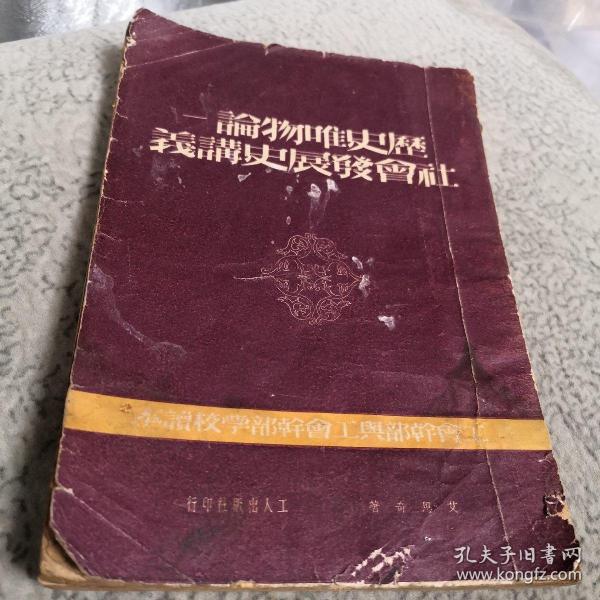 歷史唯物論—
社會發展史講義
工會幹部與工會幹部學校讀本
艾思奇著
工人出版社印行
孔夫子旧书网
www.kongfz.com